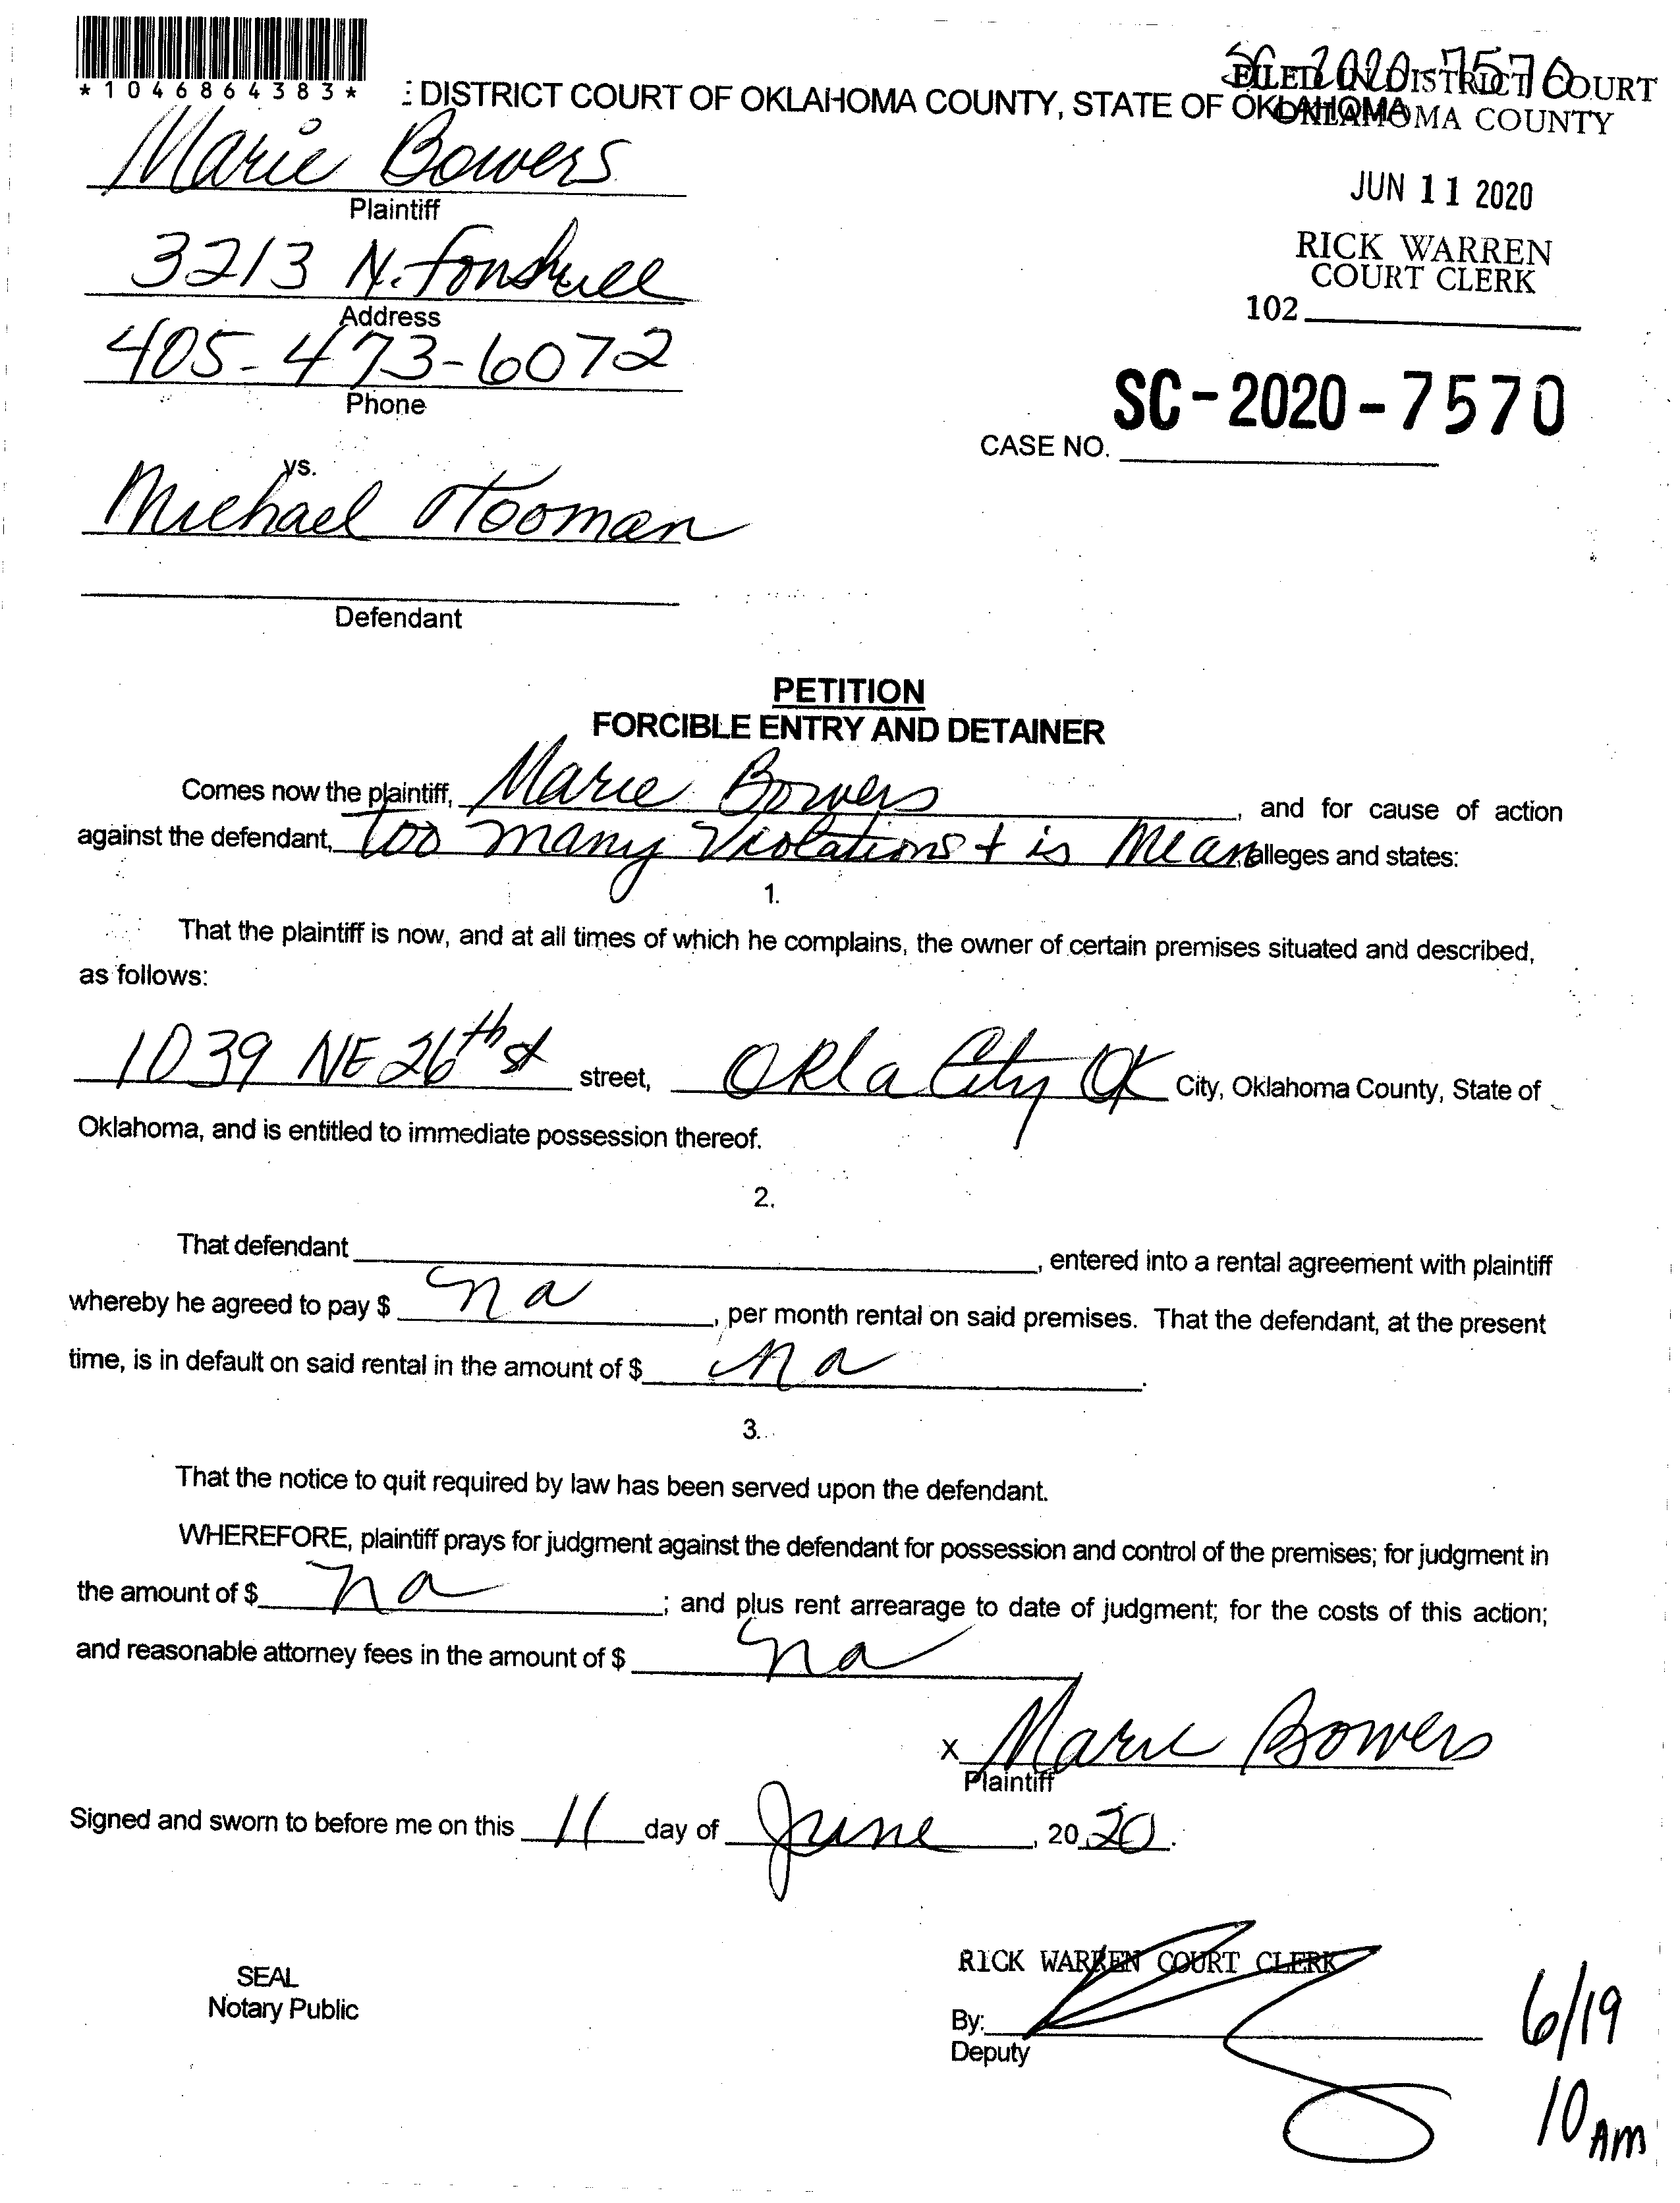 *1046864383*
SC-2020-7570
FILED IN DISTRICT COURT
: DISTRICT COURT OF OKLAHOMA COUNTY, STATE OF OKLAHOMA
OKLAHOMA COUNTY
Marie Bowers
Plaintiff
JUN 11 2020
3213 N.
Address
RICK WARREN
COURT CLERK
102
405-473-6072
Phone
SC-2020-7570
CASE NO.
vs.
Michael
Defendant
PETITION
FORCIBLE ENTRY AND DETAINER
Comes now the plaintiff, Marie Bowers, and for cause of action
against the defendant, too many Violations + is Mean, alleges and states:
1.
That the plaintiff is now, and at all times of which he complains, the owner of certain premises situated and described,
as follows:
1039 NE 26th st street, Okla City OK City, Oklahoma County, State of
Oklahoma, and is entitled to immediate possession thereof.
2.
That defendant , entered into a rental agreement with plaintiff
whereby he agreed to pay $ na , per month rental on said premises. That the defendant, at the present
time, is in default on said rental in the amount of $ na .
3.
That the notice to quit required by law has been served upon the defendant.
WHEREFORE, plaintiff prays for judgment against the defendant for possession and control of the premises; for judgment in
the amount of $ na ; and plus rent arrearage to date of judgment; for the costs of this action;
and reasonable attorney fees in the amount of $ na
x Marie Bowers
Plaintiff
Signed and sworn to before me on this 11 day of June, 2020.
RICK WARREN COURT CLERK
SEAL
Notary Public
By:
Deputy
6/19
10 AM